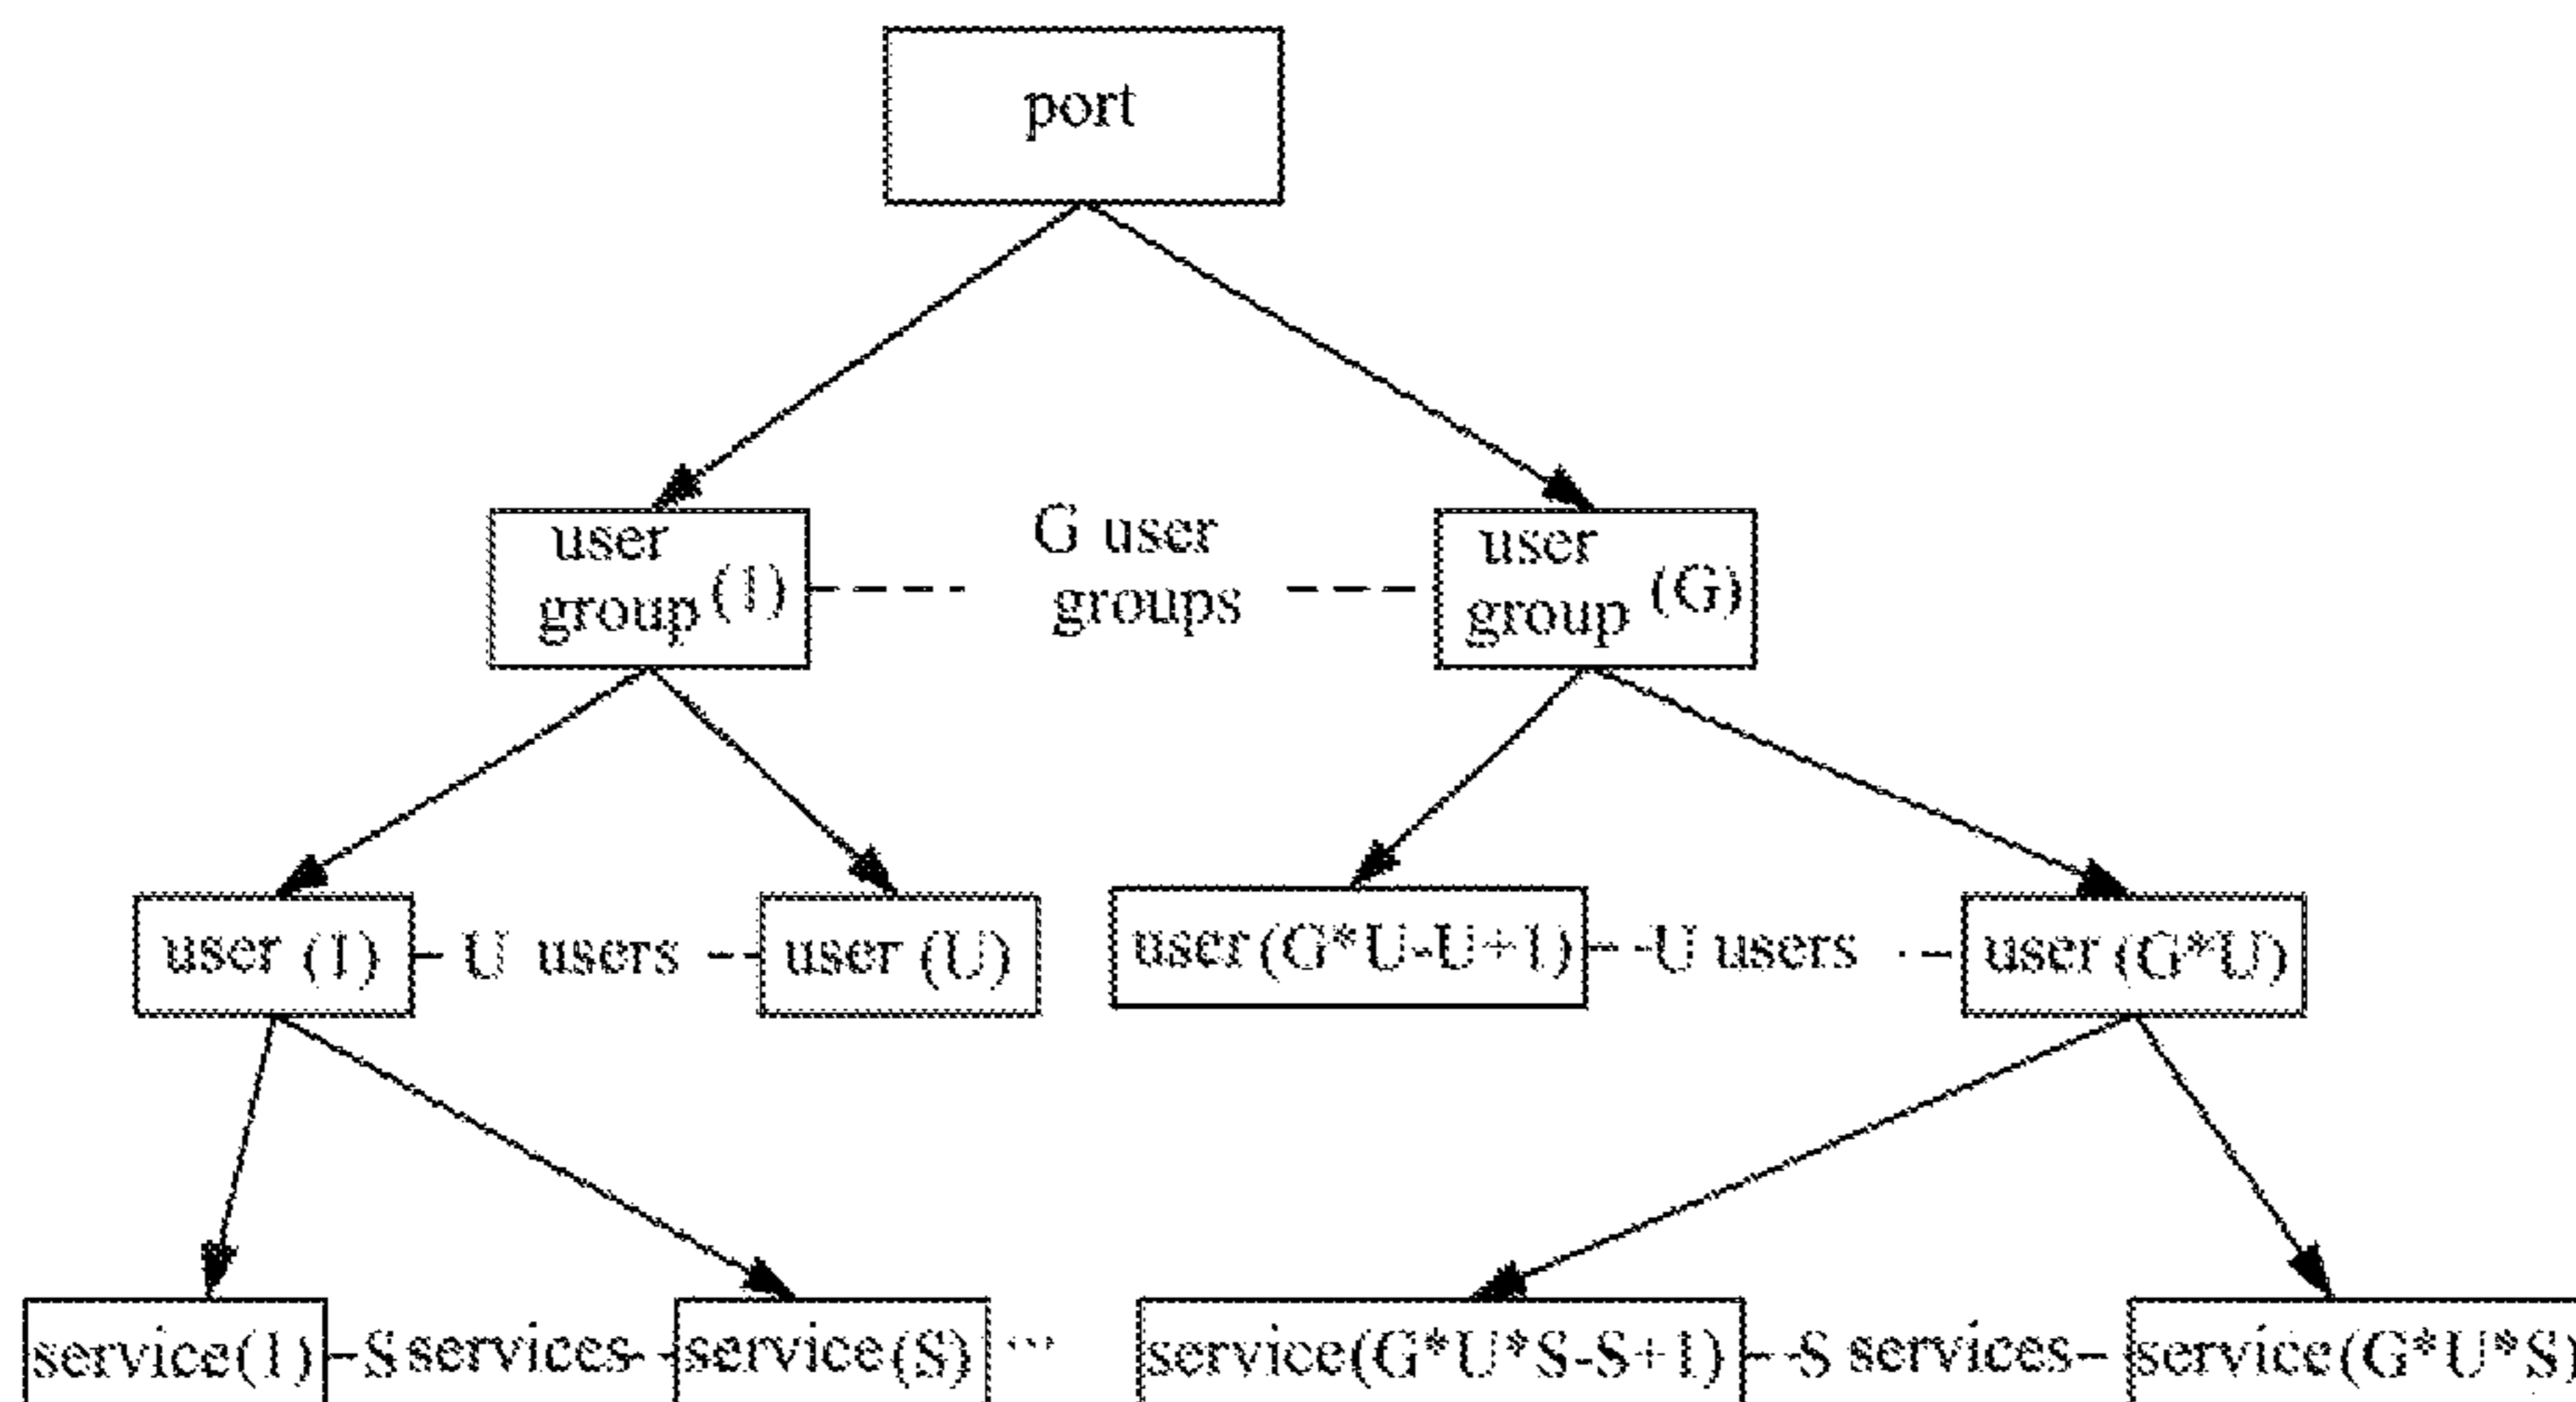 port
user
group (1)
G user
groups
user
group (G)
user (1)
U users
user (U)
user (G*U-U+1)
U users
user (G*U)
service(1)
S services
service(S)
...
service(G*U*S-S+1)
S services
service(G*U*S)